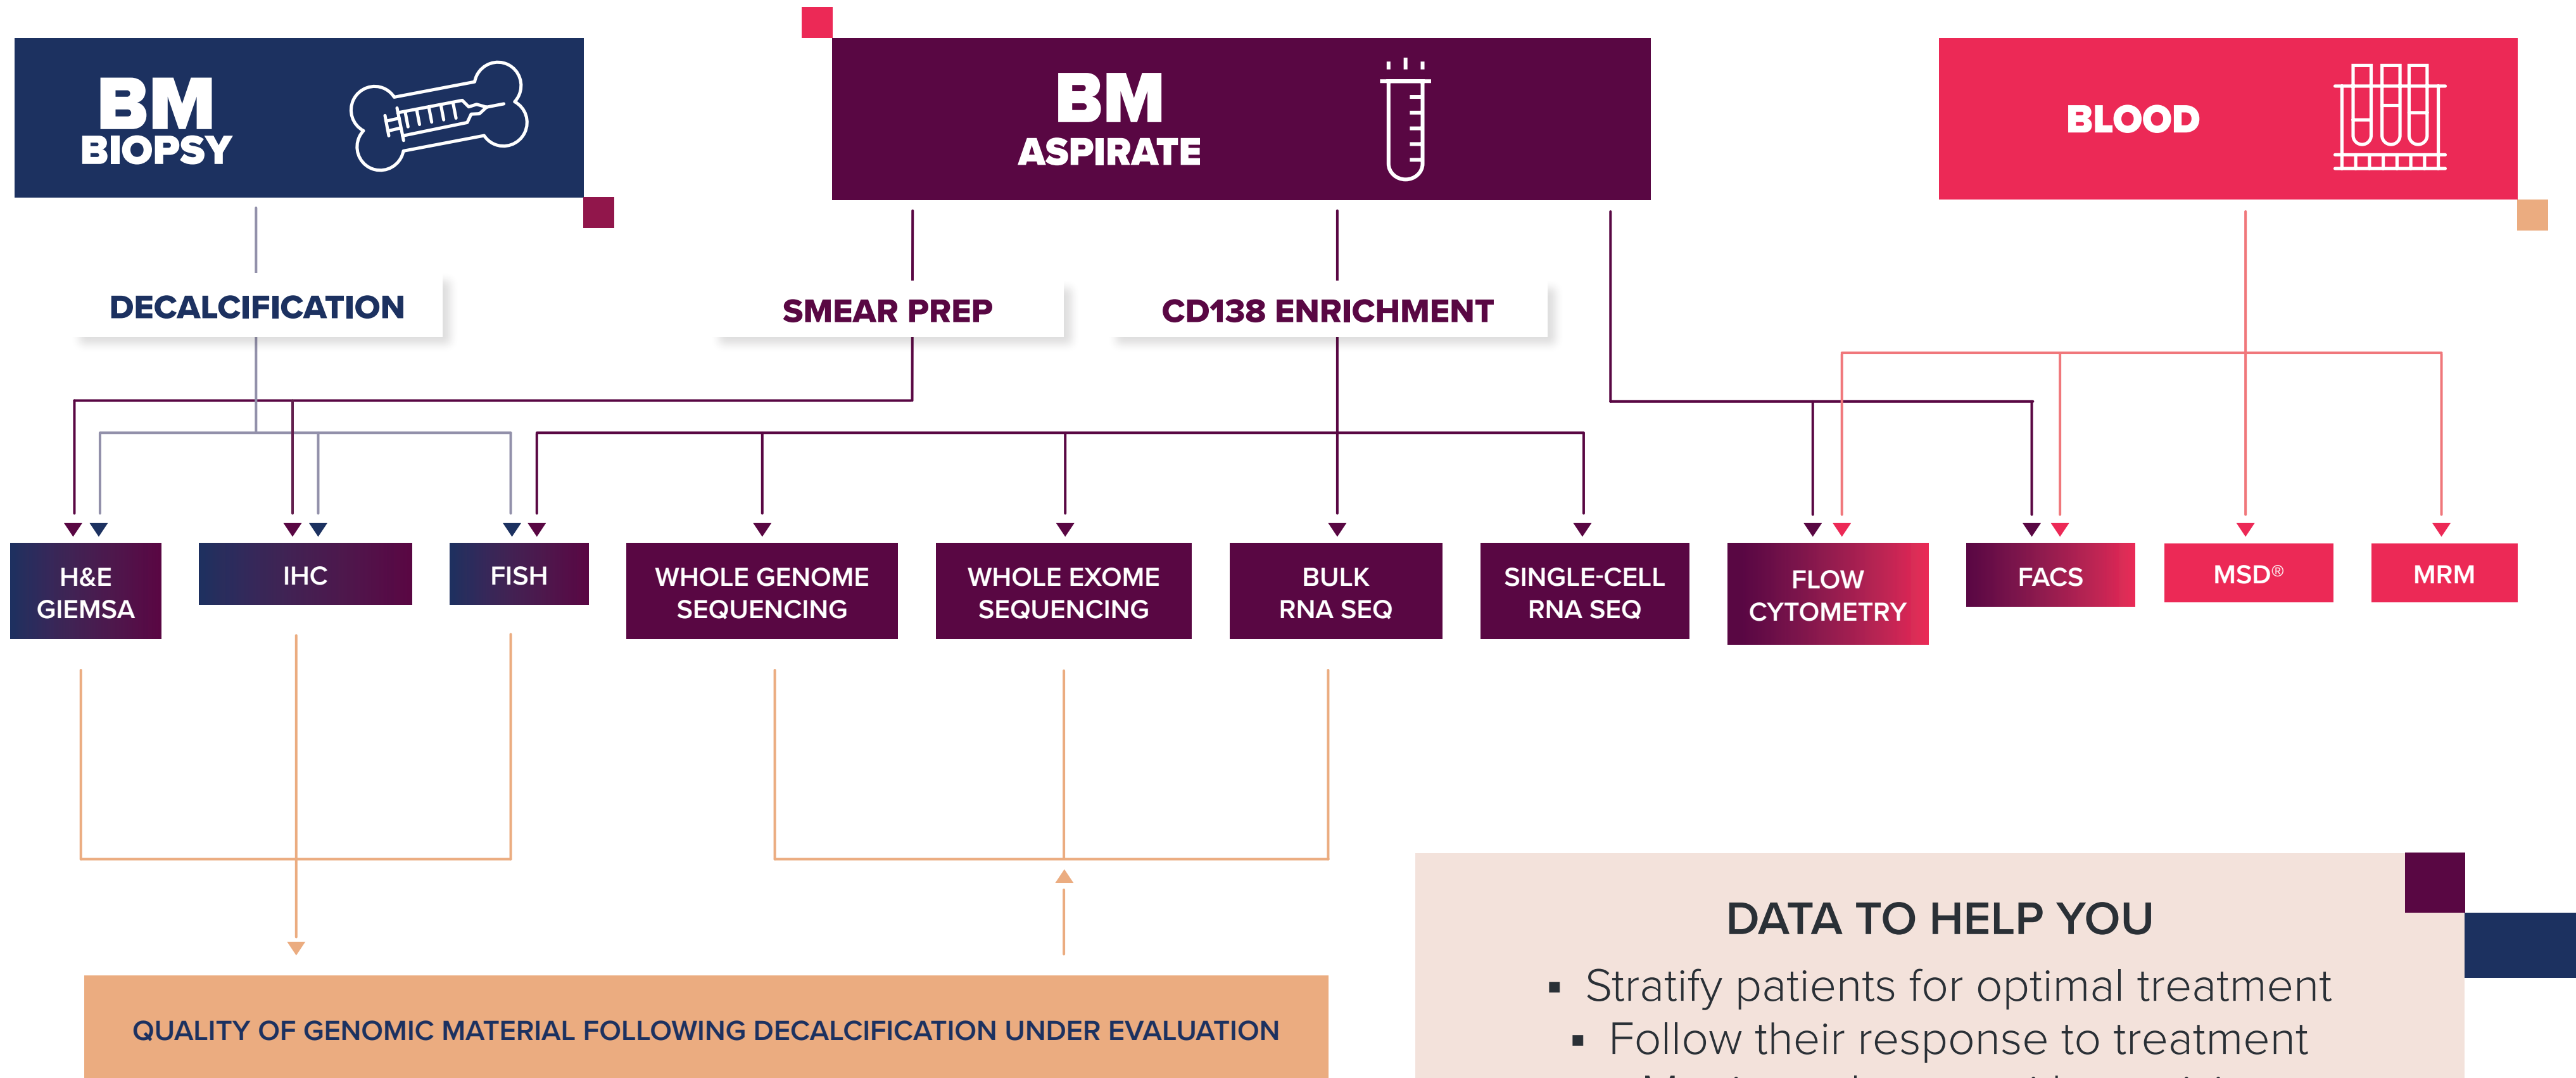 BM
BIOPSY
BM
ASPIRATE
BLOOD
DECALCIFICATION
SMEAR PREP
CD138 ENRICHMENT
H&E
GIEMSA
IHC
FISH
WHOLE GENOME
SEQUENCING
WHOLE EXOME
SEQUENCING
BULK
RNA SEQ
SINGLE-CELL
RNA SEQ
FLOW
CYTOMETRY
FACS
MSD®
MRM
QUALITY OF GENOMIC MATERIAL FOLLOWING DECALCIFICATION UNDER EVALUATION
DATA TO HELP YOU
▪ Stratify patients for optimal treatment
▪ Follow their response to treatment